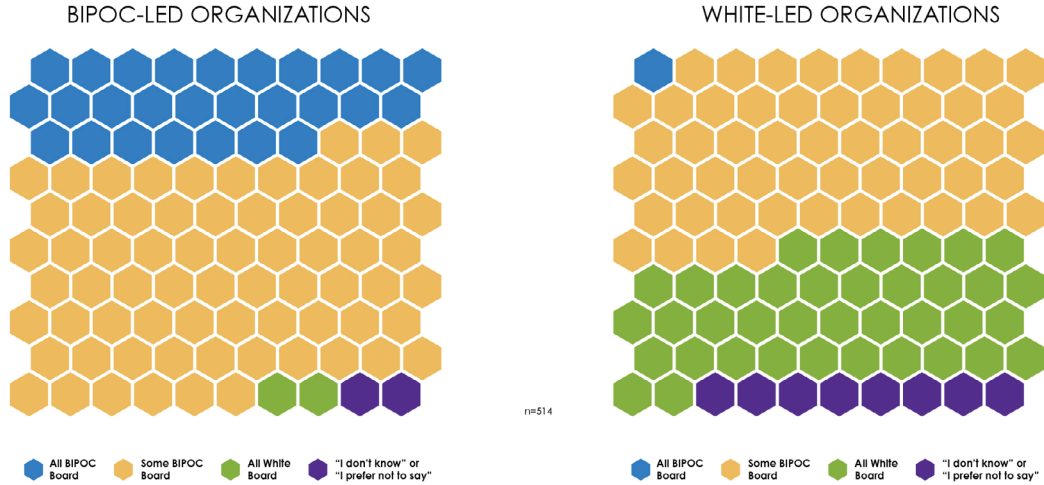 BIPOC-LED ORGANIZATIONS
WHITE-LED ORGANIZATIONS
n=514
All BIPOC
Board
Some BIPOC
Board
All White
Board
“I don’t know” or
“I prefer not to say”
All BIPOC
Board
Some BIPOC
Board
All White
Board
“I don’t know” or
“I prefer not to say”